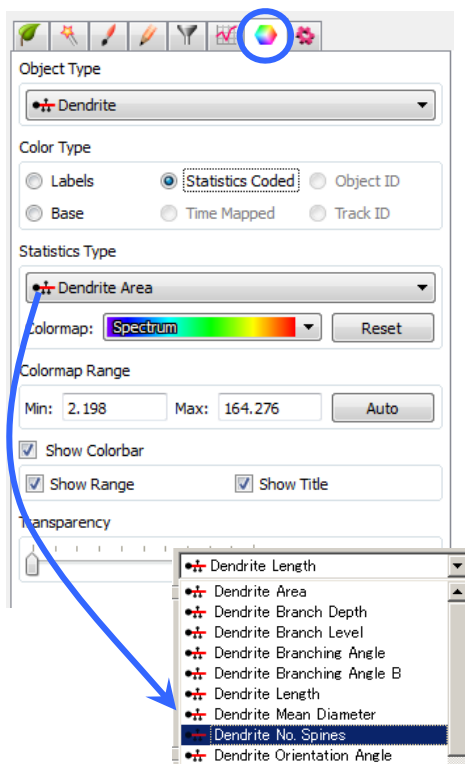 Object Type
Dendrite
Color Type
Labels Statistics Coded Object ID
Base Time Mapped Track ID
Statistics Type
Dendrite Area
Colormap: Spectrum Reset
Colormap Range
Min: 2.198 Max: 164.276 Auto
Show Colorbar
Show Range Show Title
Transparency
Dendrite Length
Dendrite Area
Dendrite Branch Depth
Dendrite Branch Level
Dendrite Branching Angle
Dendrite Branching Angle B
Dendrite Length
Dendrite Mean Diameter
Dendrite No. Spines
Dendrite Orientation Angle